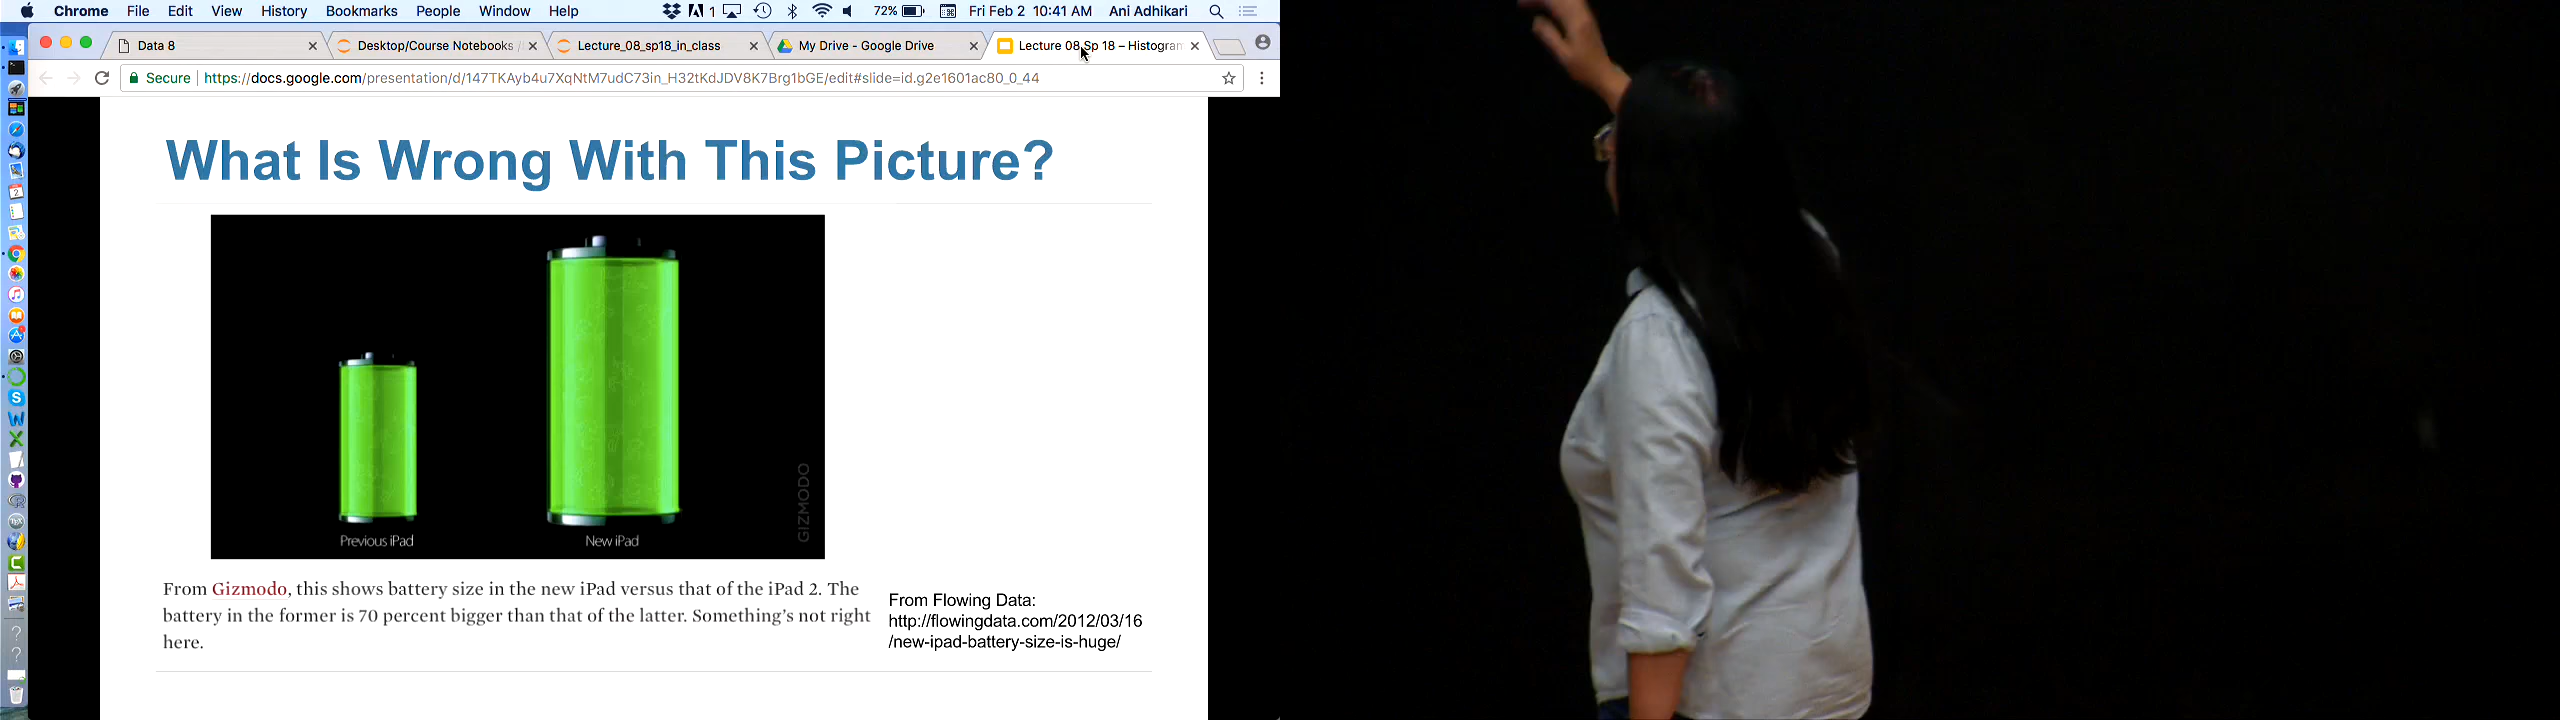 Chrome File Edit View History Bookmarks People Window Help 1 72% Fri Feb 2 10:41 AM Ani Adhikari
Data 8 Desktop/Course Notebooks Lecture_08_sp18_in_class My Drive - Google Drive Lecture 08 Sp 18 – Histogram
Secure https://docs.google.com/presentation/d/147TKAyb4u7XqNtM7udC73in_H32tKdJDV8K7Brg1bGE/edit#slide=id.g2e1601ac80_0_44
What Is Wrong With This Picture?
GIZMODO
Previous iPad New iPad
From Gizmodo, this shows battery size in the new iPad versus that of the iPad 2. The
battery in the former is 70 percent bigger than that of the latter. Something's not right
here.
From Flowing Data:
http://flowingdata.com/2012/03/16
/new-ipad-battery-size-is-huge/